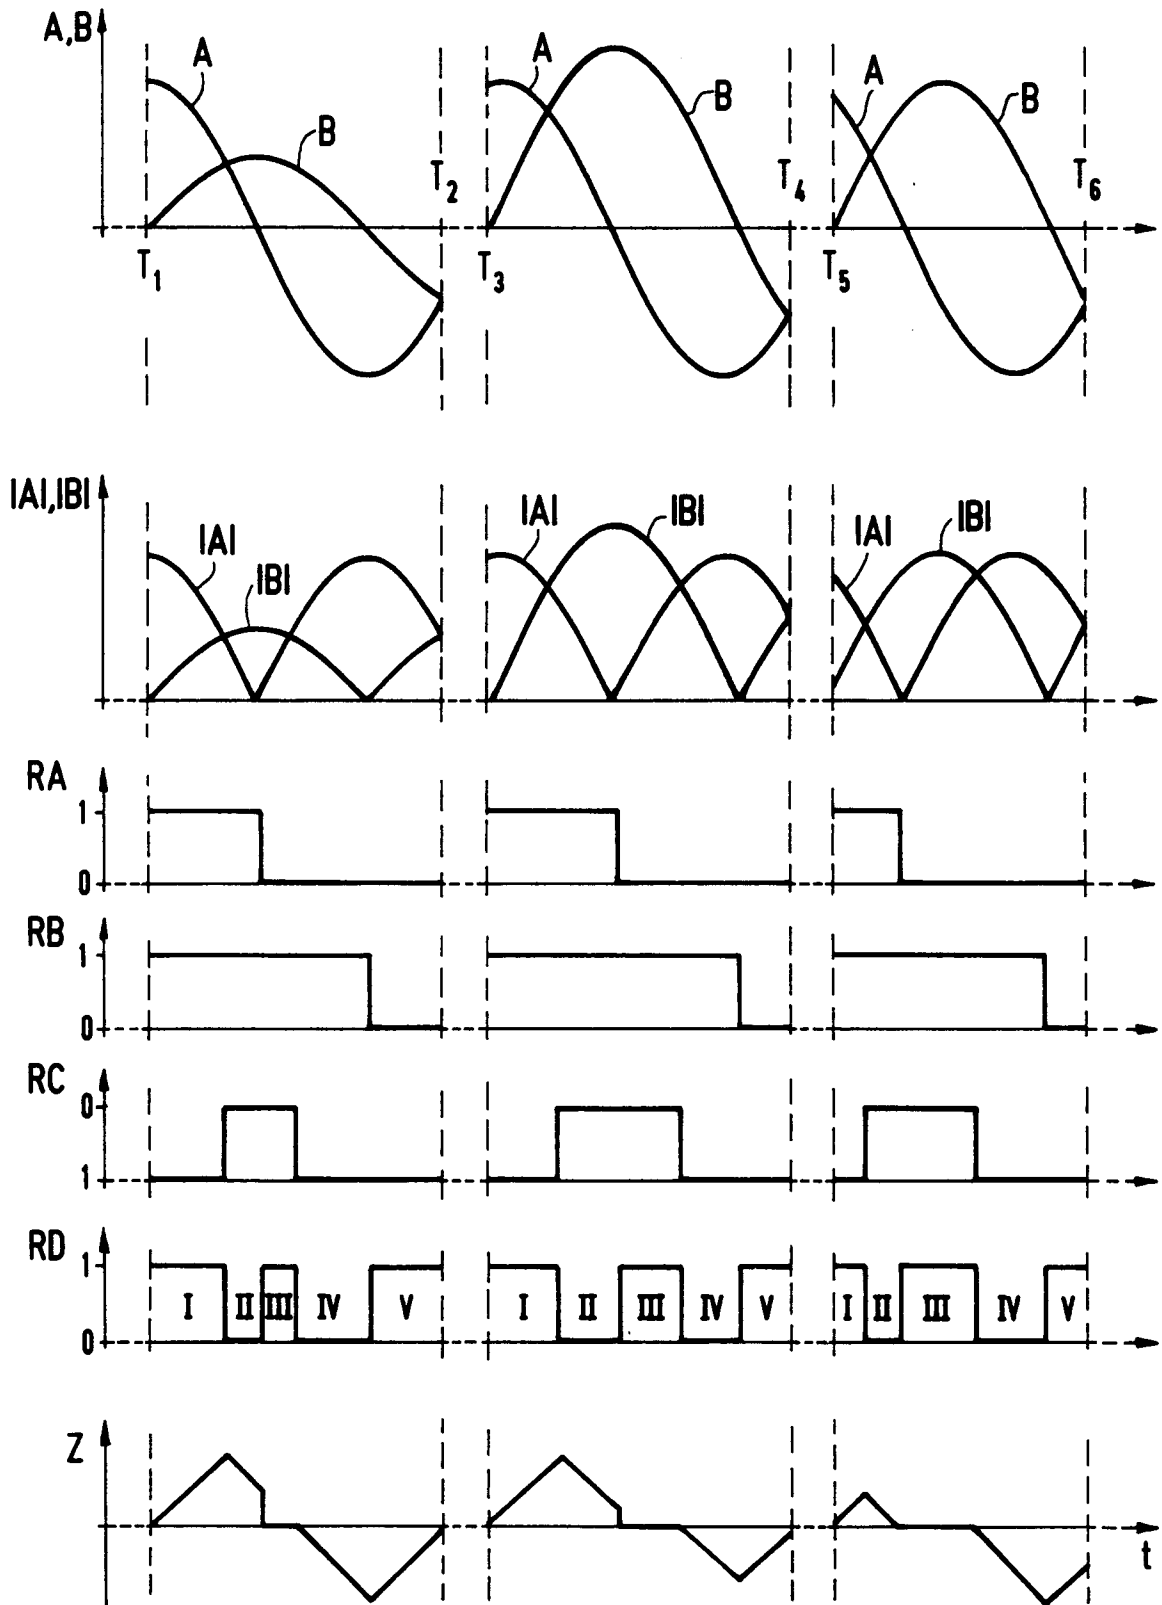 A,B
A
B
T2
A
B
T4
A
B
T6
T1
T3
T5
|A|,|B|
|A|
|B|
|A|
|B|
|A|
|B|
RA
1
0
RB
1
0
RC
0
1
RD
1
0
I II III IV V
I II III IV V
I II III IV V
Z
t